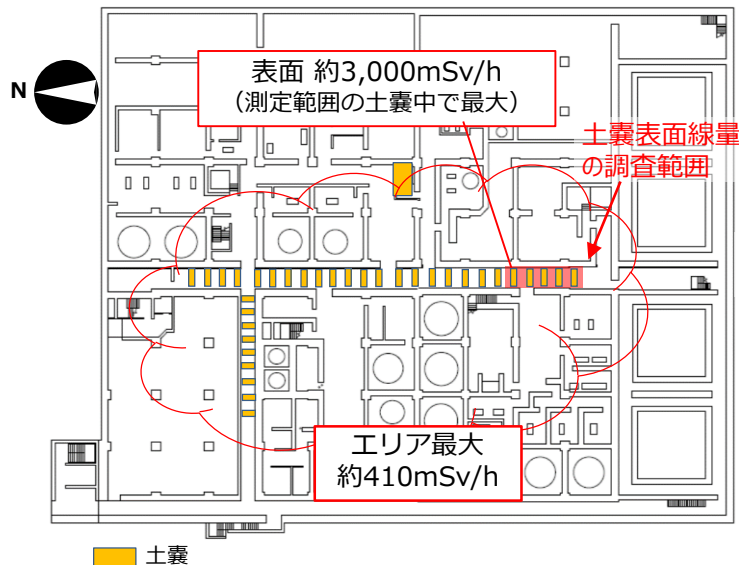 表面 約3,000mSv/h
（測定範囲の土嚢中で最大）
N
土嚢表面線量
の調査範囲
エリア最大
約410mSv/h
土嚢